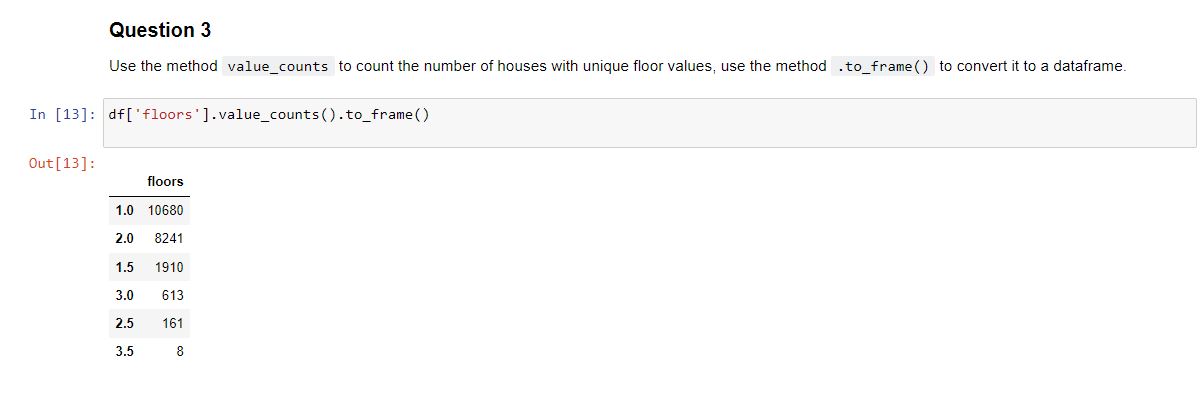 Question 3
Use the method value_counts to count the number of houses with unique floor values, use the method .to_frame() to convert it to a dataframe.
In [13]: df['floors'].value_counts().to_frame()
Out[13]:
floors
1.0 10680
2.0 8241
1.5 1910
3.0 613
2.5 161
3.5 8